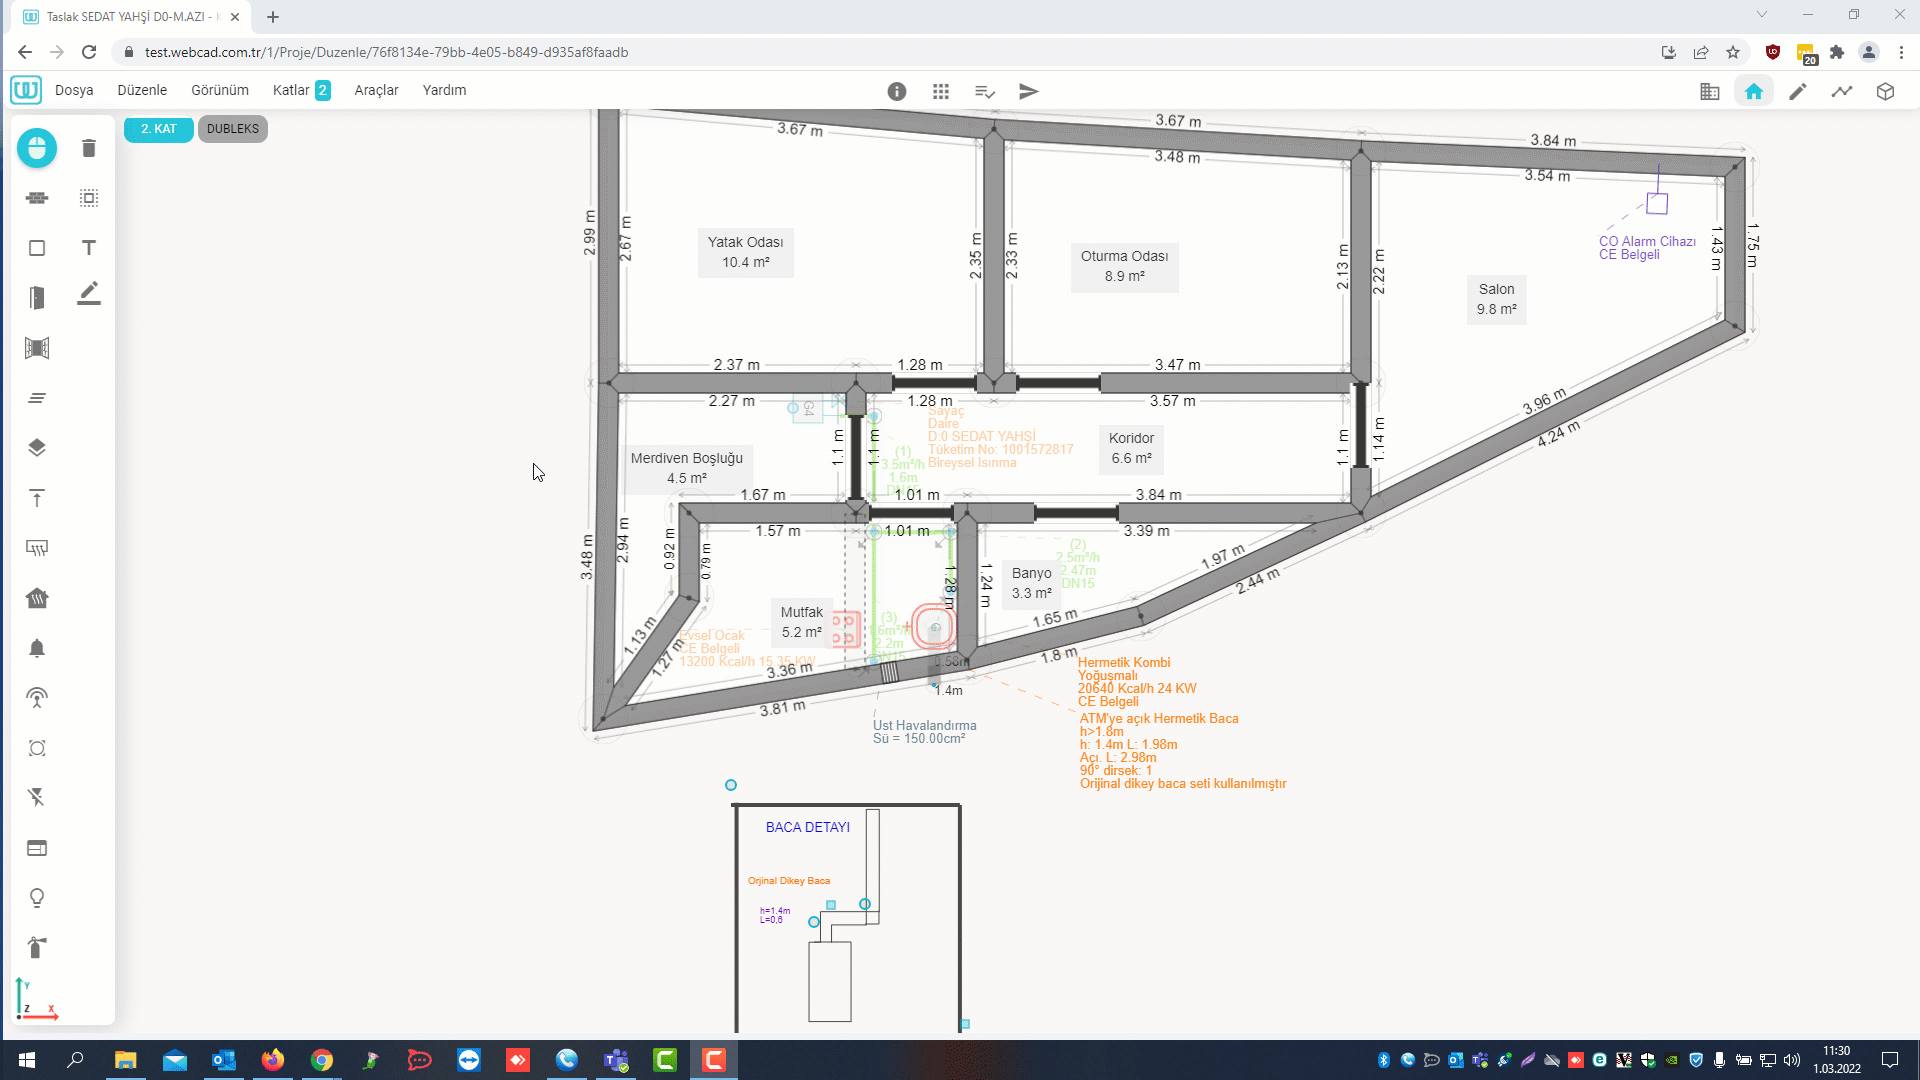 Taslak SEDAT YAHŞİ D0-M.AZI -
test.webcad.com.tr/1/Proje/Duzenle/76f8134e-79bb-4e05-b849-d935af8faadb
20
Dosya
Düzenle
Görünüm
Katlar 2
Araçlar
Yardım
2. KAT
DUBLEKS
T
3.67 m
3.67 m
3.48 m
3.84 m
3.54 m
2.99 m
2.67 m
2.35 m
2.33 m
2.13 m
2.22 m
1.43 m
1.75 m
Yatak Odası
10.4 m²
Oturma Odası
8.9 m²
Salon
9.8 m²
CO Alarm Cihazı
CE Belgeli
2.37 m
1.28 m
3.47 m
2.27 m
1.28 m
3.57 m
3.96 m
4.24 m
G4
Sayaç
Daire
D:0 SEDAT YAHSİ
Tüketim No: 1001572817
Bireysel Isınma
(1)
3.5m³/h
1.6m
DN15
1.1 m
1.1 m
1.1 m
1.14 m
Koridor
6.6 m²
Merdiven Boşluğu
4.5 m²
1.67 m
1.01 m
3.84 m
1.57 m
1.01 m
3.39 m
3.48 m
2.94 m
0.92 m
0.79 m
1.28 m
1.24 m
(2)
2.5m³/h
2.47m
DN15
1.97 m
2.44 m
Banyo
3.3 m²
Mutfak
5.2 m²
G
(3)
1.6m³/h
2.2m
DN15
1.65 m
1.8 m
1.13 m
1.27 m
Evsel Ocak
CE Belgeli
13200 Kcal/h 15.35 KW
3.36 m
3.81 m
0.58m
1.4m
Üst Havalandırma
Sü = 150.00cm²
Hermetik Kombi
Yoğuşmalı
20640 Kcal/h 24 KW
CE Belgeli
ATM'ye açık Hermetik Baca
h>1.8m
h: 1.4m L: 1.98m
Açı. L: 2.98m
90° dirsek: 1
Orijinal dikey baca seti kullanılmıştır
BACA DETAYI
Orjinal Dikey Baca
h=1.4m
L=0,6
Y
Z
X
11:30
1.03.2022